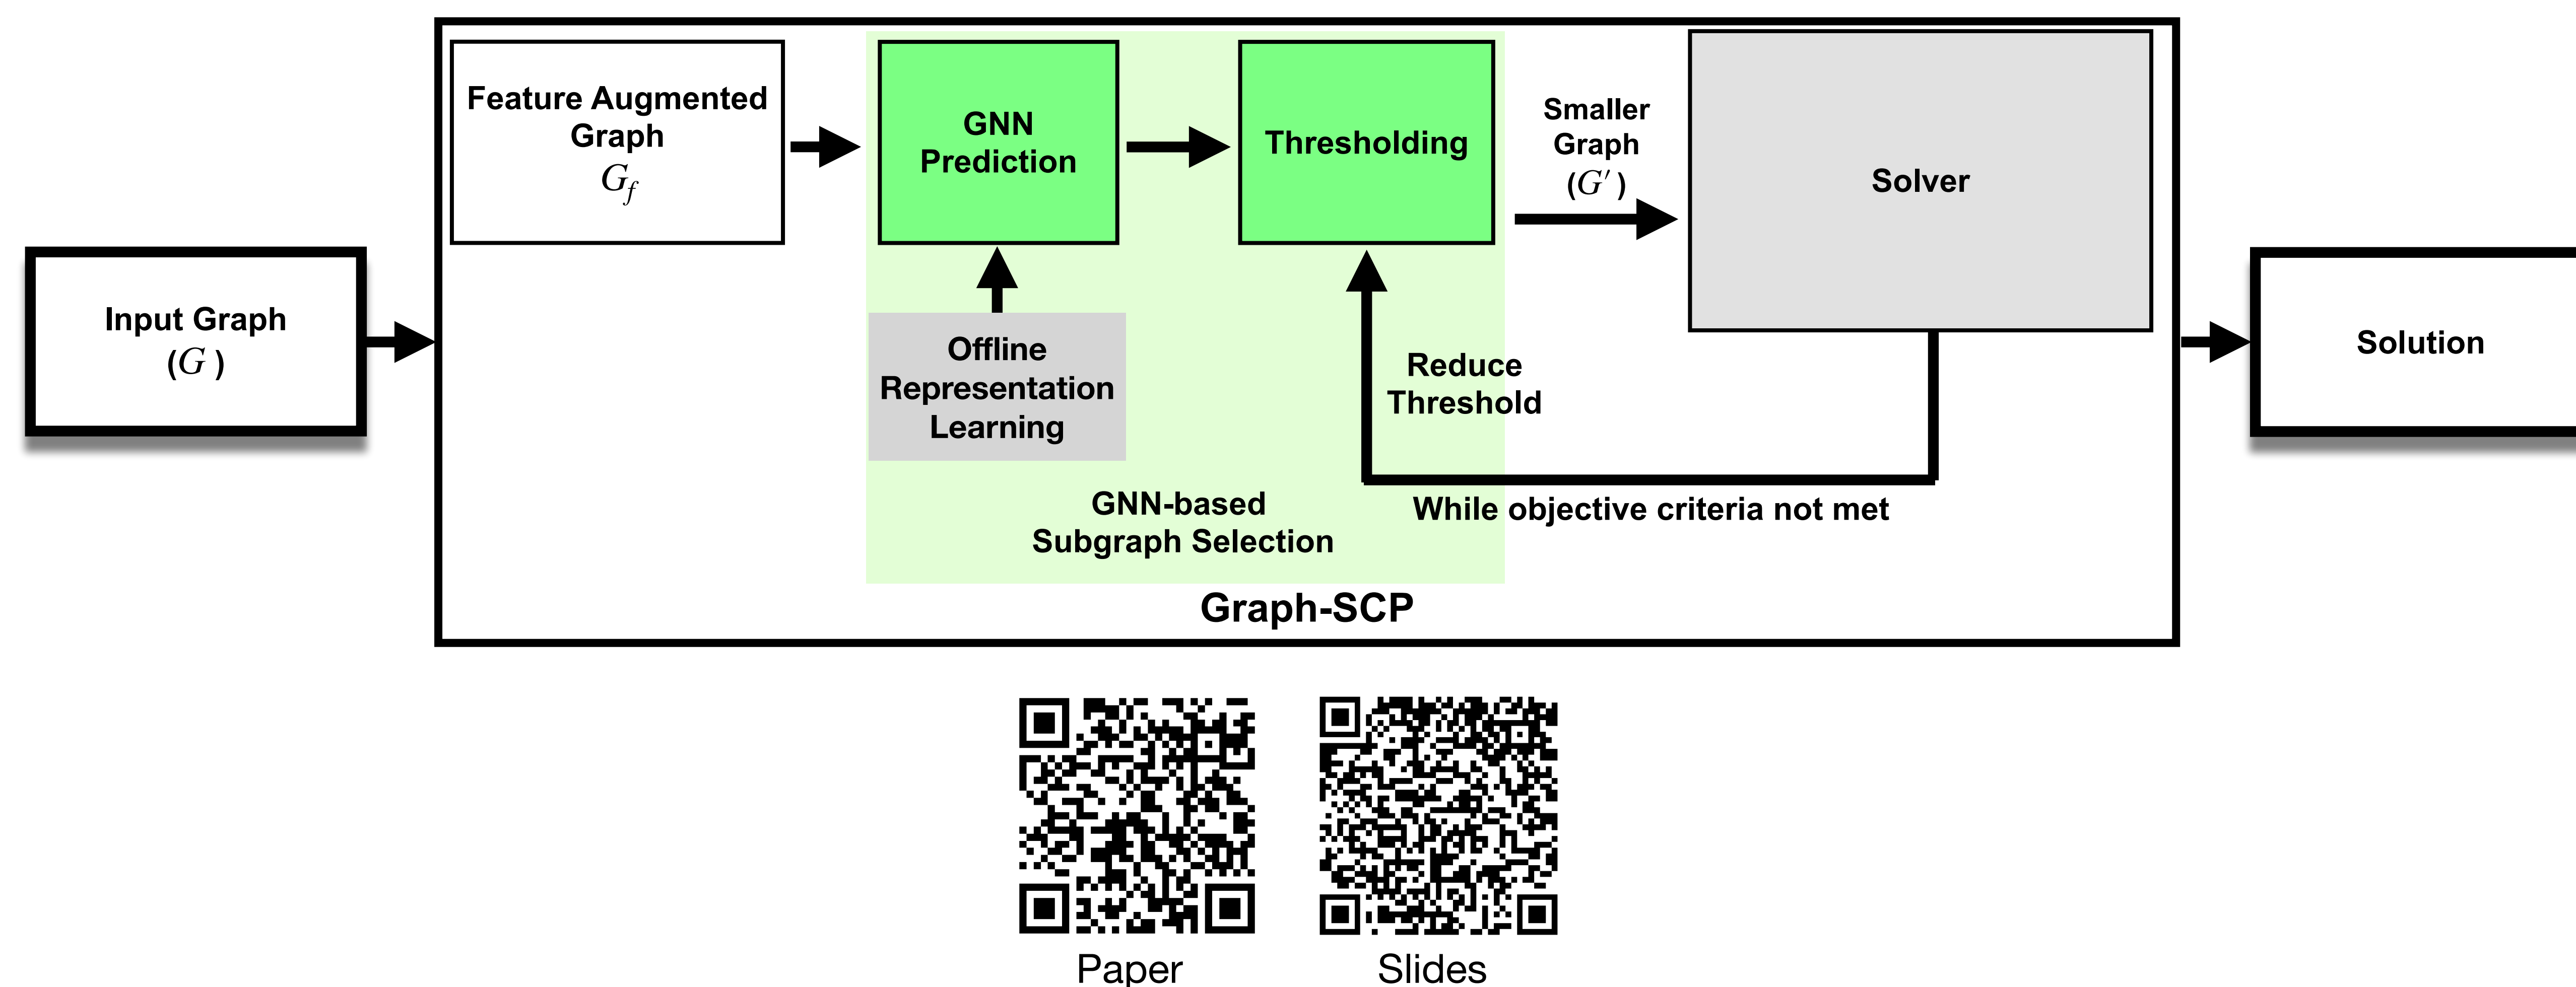 Input Graph
(G)
Feature Augmented
Graph
G_f
GNN
Prediction
Thresholding
Smaller
Graph
(G′)
Solver
Offline
Representation
Learning
Reduce
Threshold
While objective criteria not met
GNN-based
Subgraph Selection
Graph-SCP
Solution
Paper
Slides